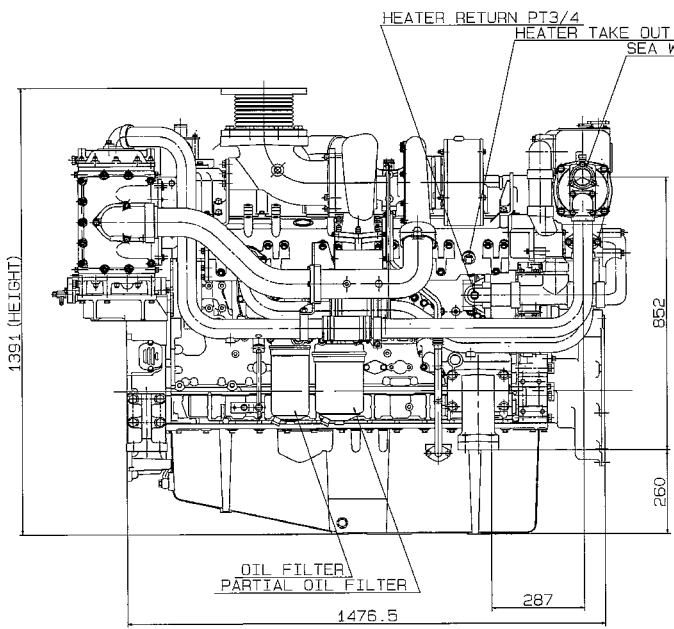 HEATER RETURN PT3/4
HEATER TAKE OUT
SEA W
1391 (HEIGHT)
852
260
OIL FILTER
PARTIAL OIL FILTER
287
1476.5